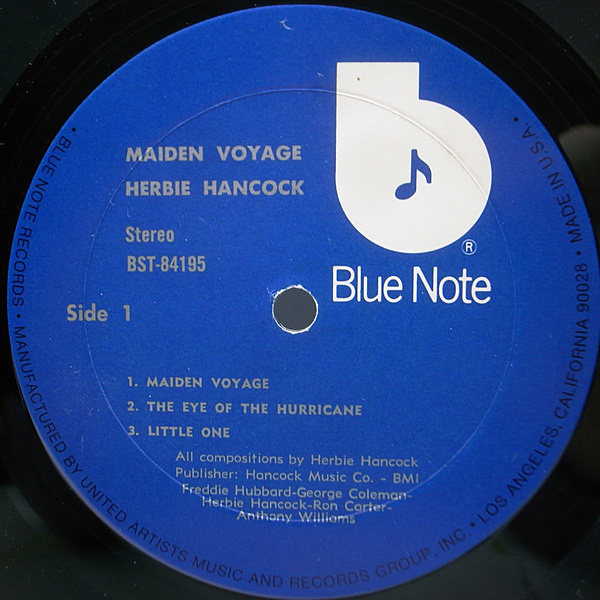 MAIDEN VOYAGE
HERBIE HANCOCK
Stereo
BST-84195
®
Blue Note
Side 1
1. MAIDEN VOYAGE
2. THE EYE OF THE HURRICANE
3. LITTLE ONE
All compositions by Herbie Hancock
Publisher: Hancock Music Co. - BMI
Freddie Hubbard-George Coleman-
Herbie Hancock-Ron Carter-
Anthony Williams
• BLUE NOTE RECORDS • MANUFACTURED BY UNITED ARTISTS MUSIC AND RECORDS GROUP, INC. • LOS ANGELES, CALIFORNIA 90028 • MADE IN U.S.A. •